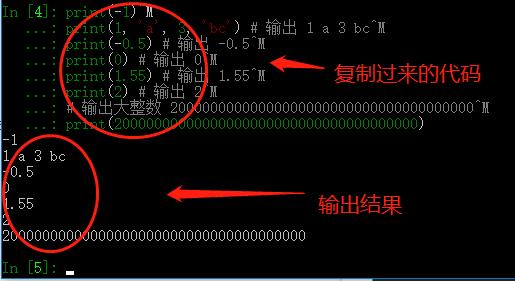 In [4]: print(-1) M
...: print(1, 'a', 3, 'bc') # 输出 1 a 3 bc^M
...: print(-0.5) # 输出 -0.5^M
...: print(0) # 输出 0^M
...: print(1.55) # 输出 1.55^M
...: print(2) # 输出 2^M
...: # 输出大整数 20000000000000000000000000000000000000^M
...: print(20000000000000000000000000000000000000)
复制过来的代码
-1
1 a 3 bc
-0.5
0
1.55
2
20000000000000000000000000000000000000
输出结果
In [5]: